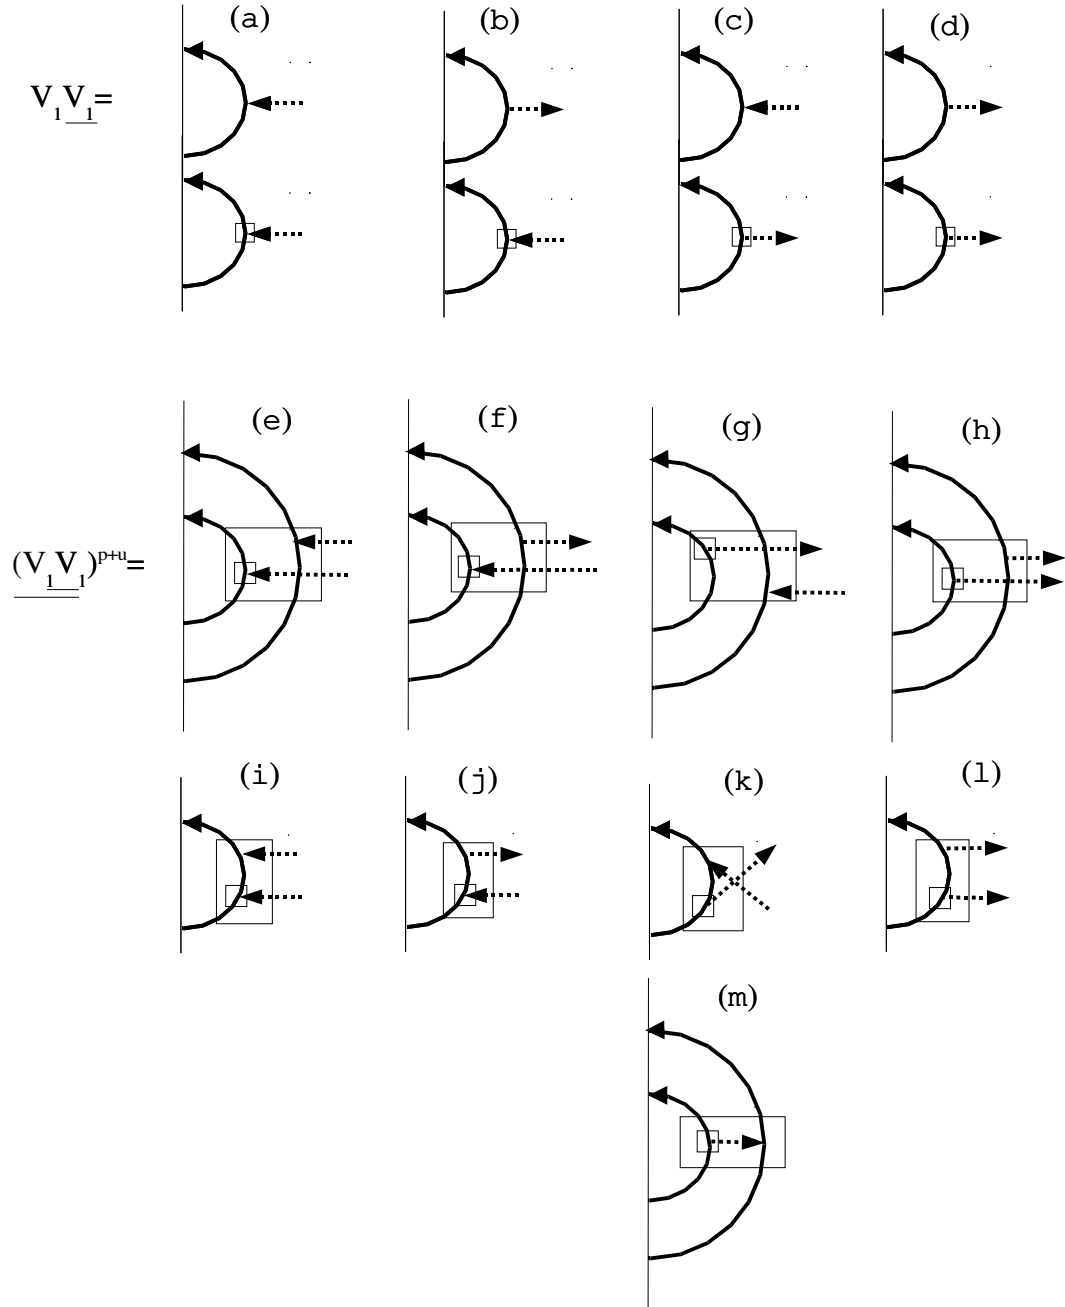 (a) (b) (c) (d)
V₁V₁=
(e) (f) (g) (h)
(V₁V₁)ᵖ⁺ᵘ=
(i) (j) (k) (l)
(m)